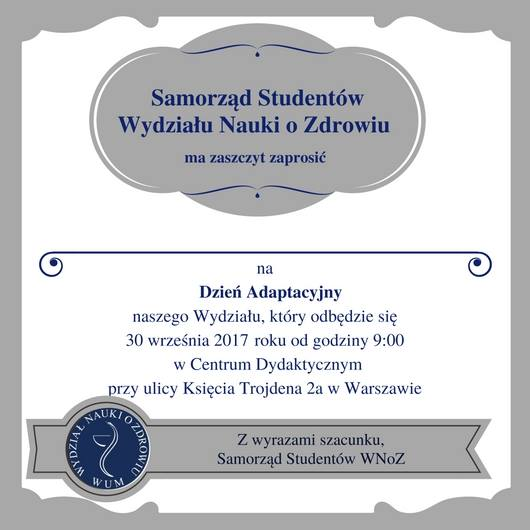 Samorząd Studentów
Wydziału Nauki o Zdrowiu
ma zaszczyt zaprosić
na
Dzień Adaptacyjny
naszego Wydziału, który odbędzie się
30 września 2017 roku od godziny 9:00
w Centrum Dydaktycznym
przy ulicy Księcia Trojdena 2a w Warszawie
WYDZIAŁ NAUKI O ZDROWIU
WUM
Z wyrazami szacunku,
Samorząd Studentów WNoZ